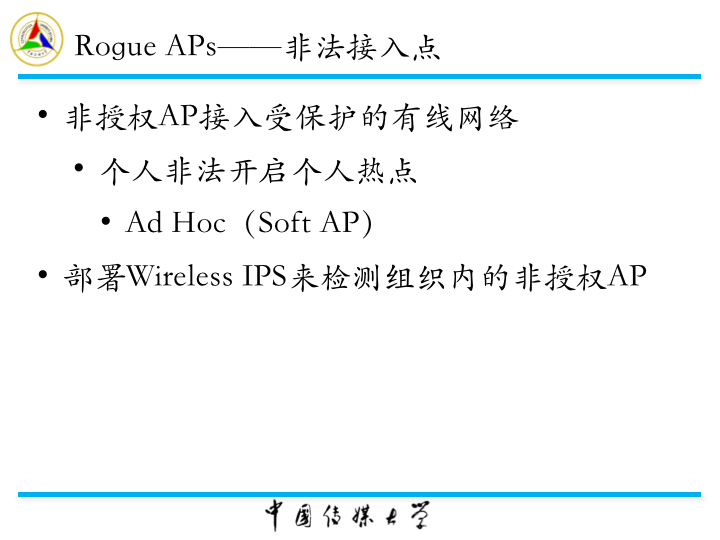 Rogue APs——非法接入点
• 非授权AP接入受保护的有线网络
• 个人非法开启个人热点
• Ad Hoc（Soft AP）
• 部署Wireless IPS来检测组织内的非授权AP
中国传媒大学